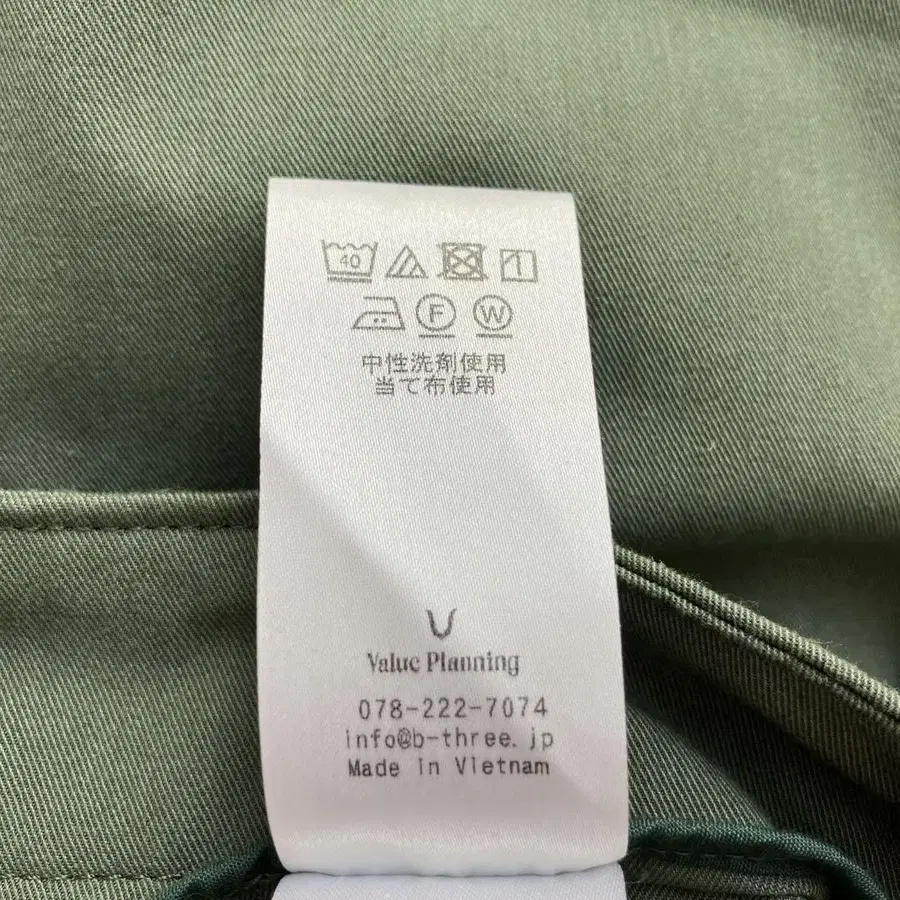 40
F W
中性洗剤使用
当て布使用
Value Planning
078-222-7074
info@b-three.jp
Made in Vietnam